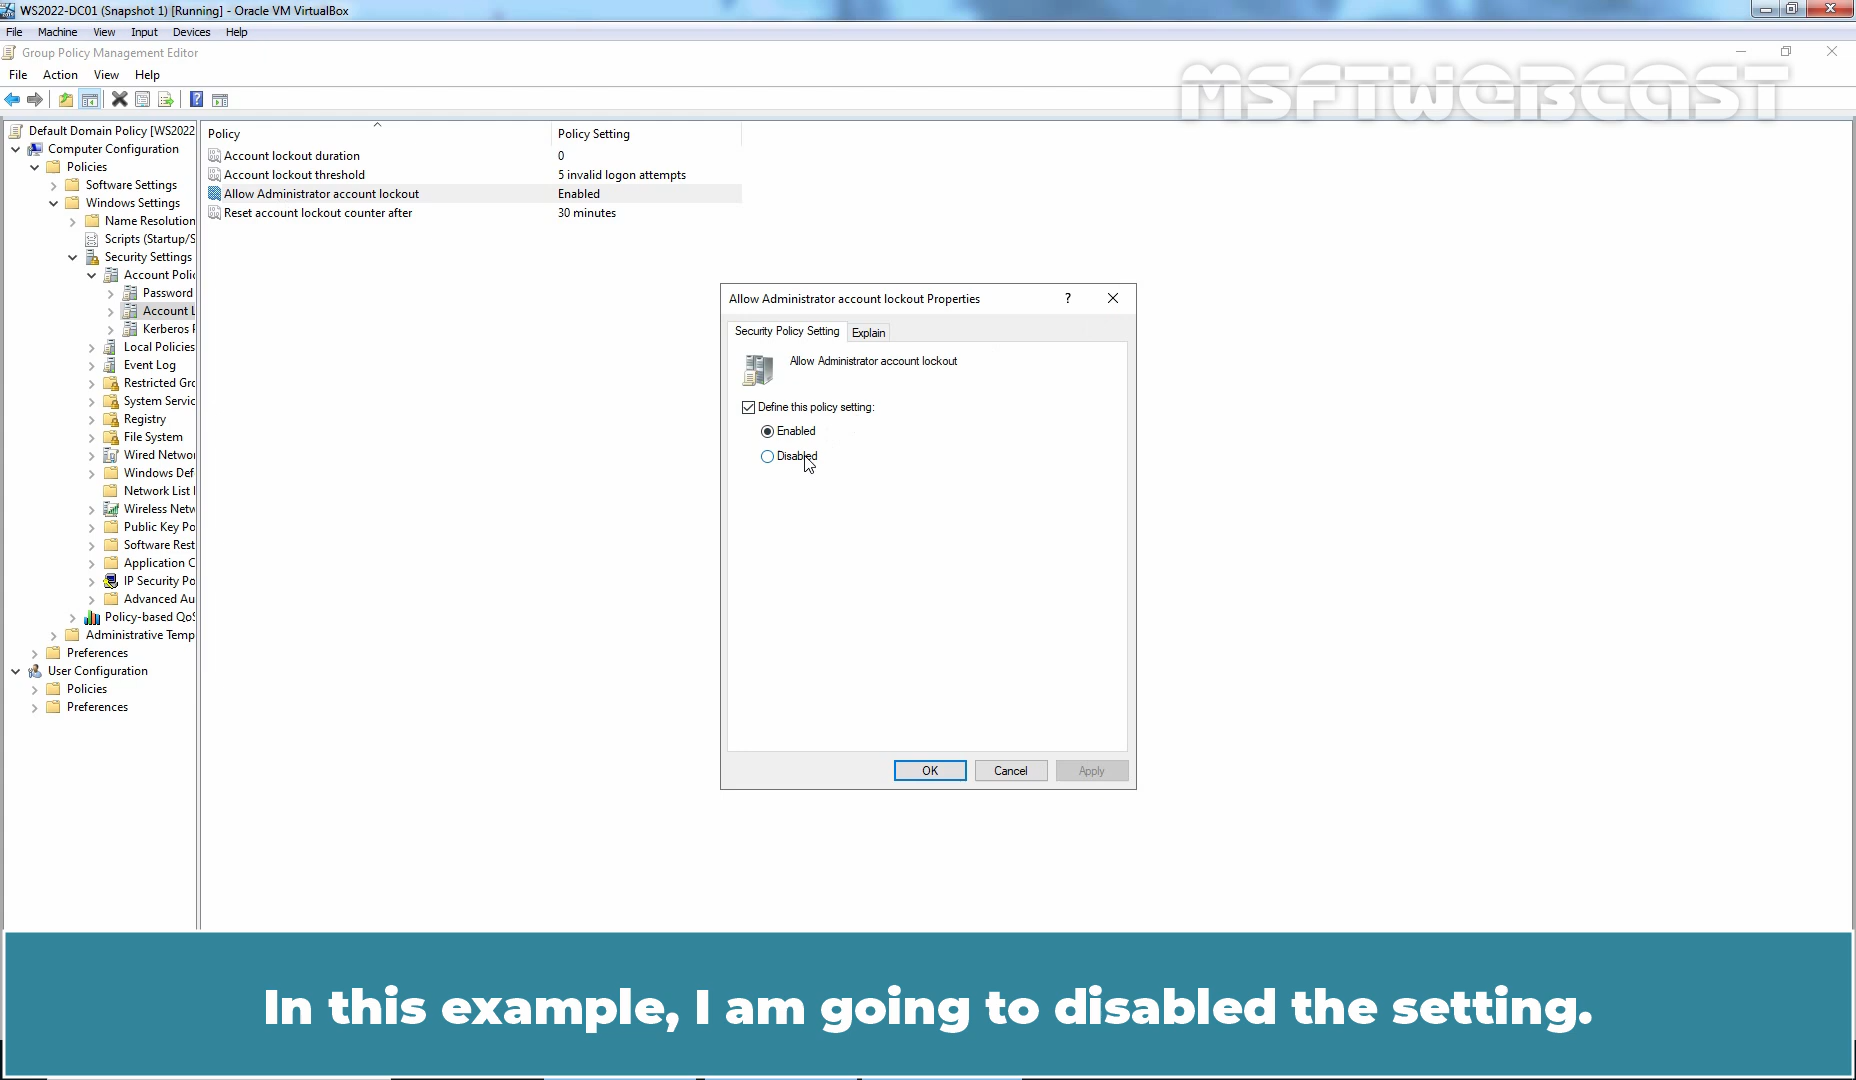 WS2022-DC01 (Snapshot 1) [Running] - Oracle VM VirtualBox
File Machine View Input Devices Help
Group Policy Management Editor
File Action View Help
MSFTWEBCAST
Default Domain Policy [WS2022
Computer Configuration
Policies
Software Settings
Windows Settings
Name Resolution
Scripts (Startup/S
Security Settings
Account Polic
Password
Account L
Kerberos P
Local Policies
Event Log
Restricted Gro
System Servic
Registry
File System
Wired Networ
Windows Def
Network List I
Wireless Netw
Public Key Po
Software Rest
Application C
IP Security Po
Advanced Au
Policy-based QoS
Administrative Temp
Preferences
User Configuration
Policies
Preferences
Policy Policy Setting
Account lockout duration 0
Account lockout threshold 5 invalid logon attempts
Allow Administrator account lockout Enabled
Reset account lockout counter after 30 minutes
Allow Administrator account lockout Properties ?
Security Policy Setting Explain
Allow Administrator account lockout
Define this policy setting:
Enabled
Disabled
OK Cancel Apply
In this example, I am going to disabled the setting.